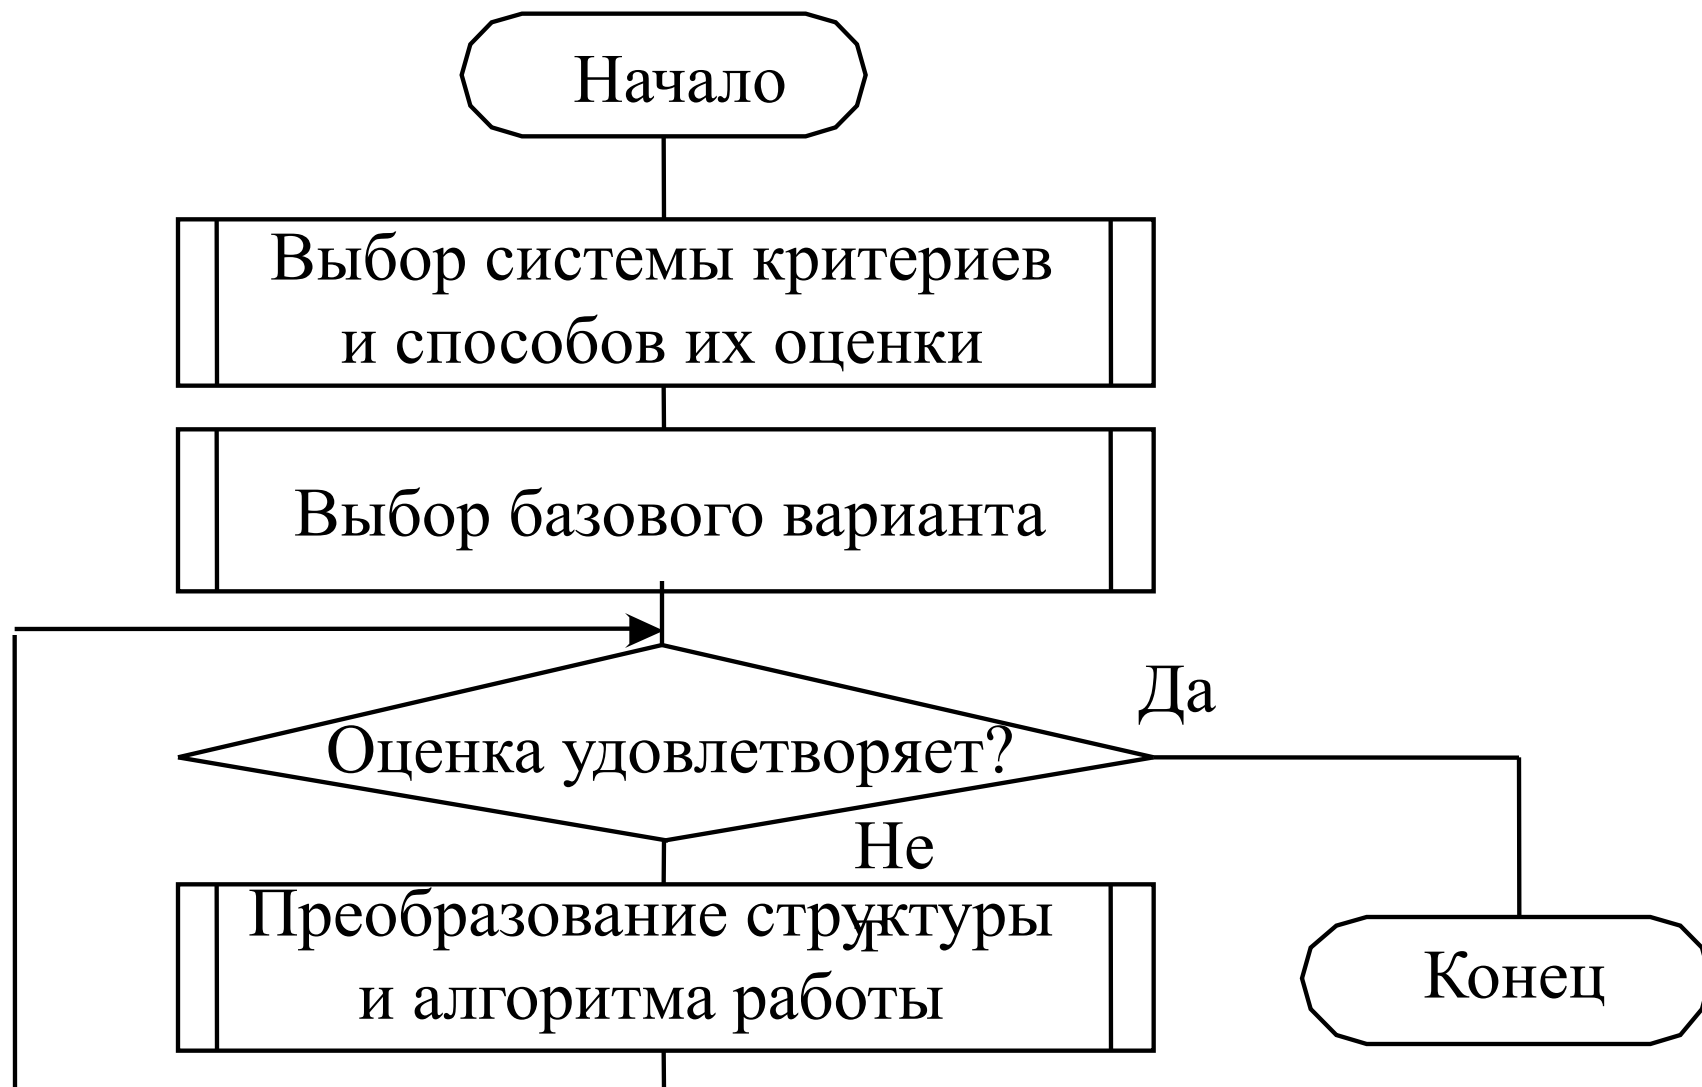 Начало
Выбор системы критериев
и способов их оценки
Выбор базового варианта
Да
Оценка удовлетворяет?
Не
т
Преобразование структуры
и алгоритма работы
Конец